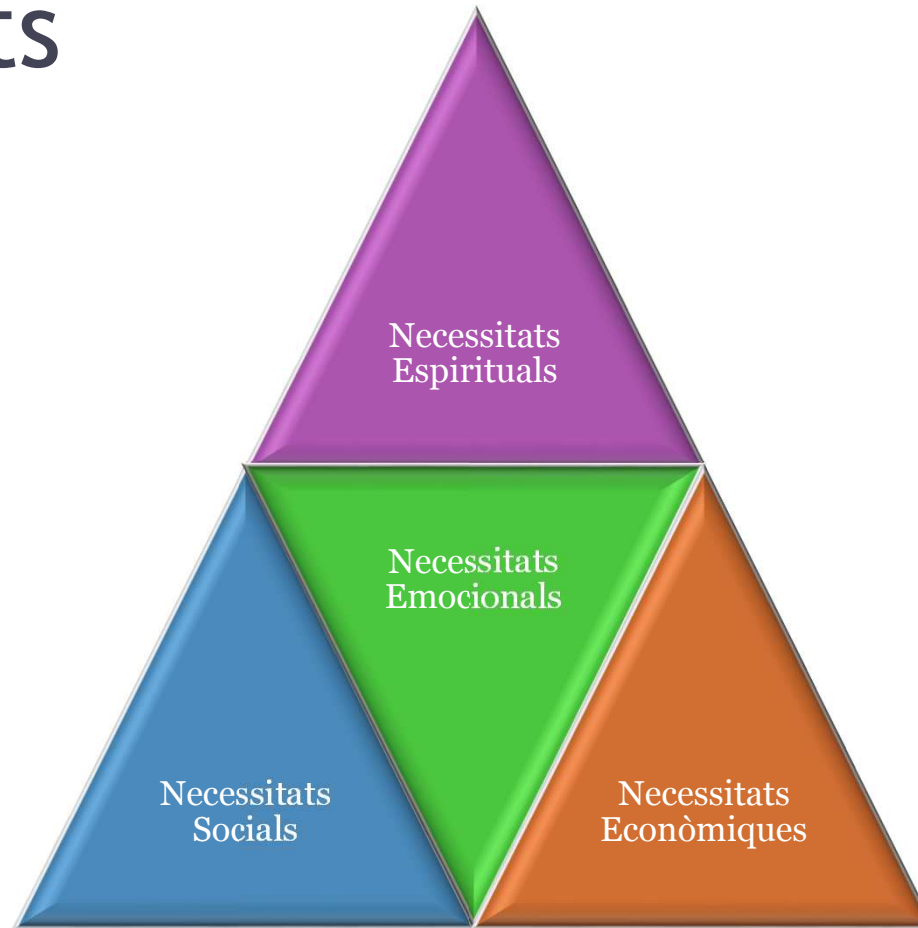 Necessitats
Espirituals
Necessitats
Emocionals
Necessitats
Socials
Necessitats
Econòmiques